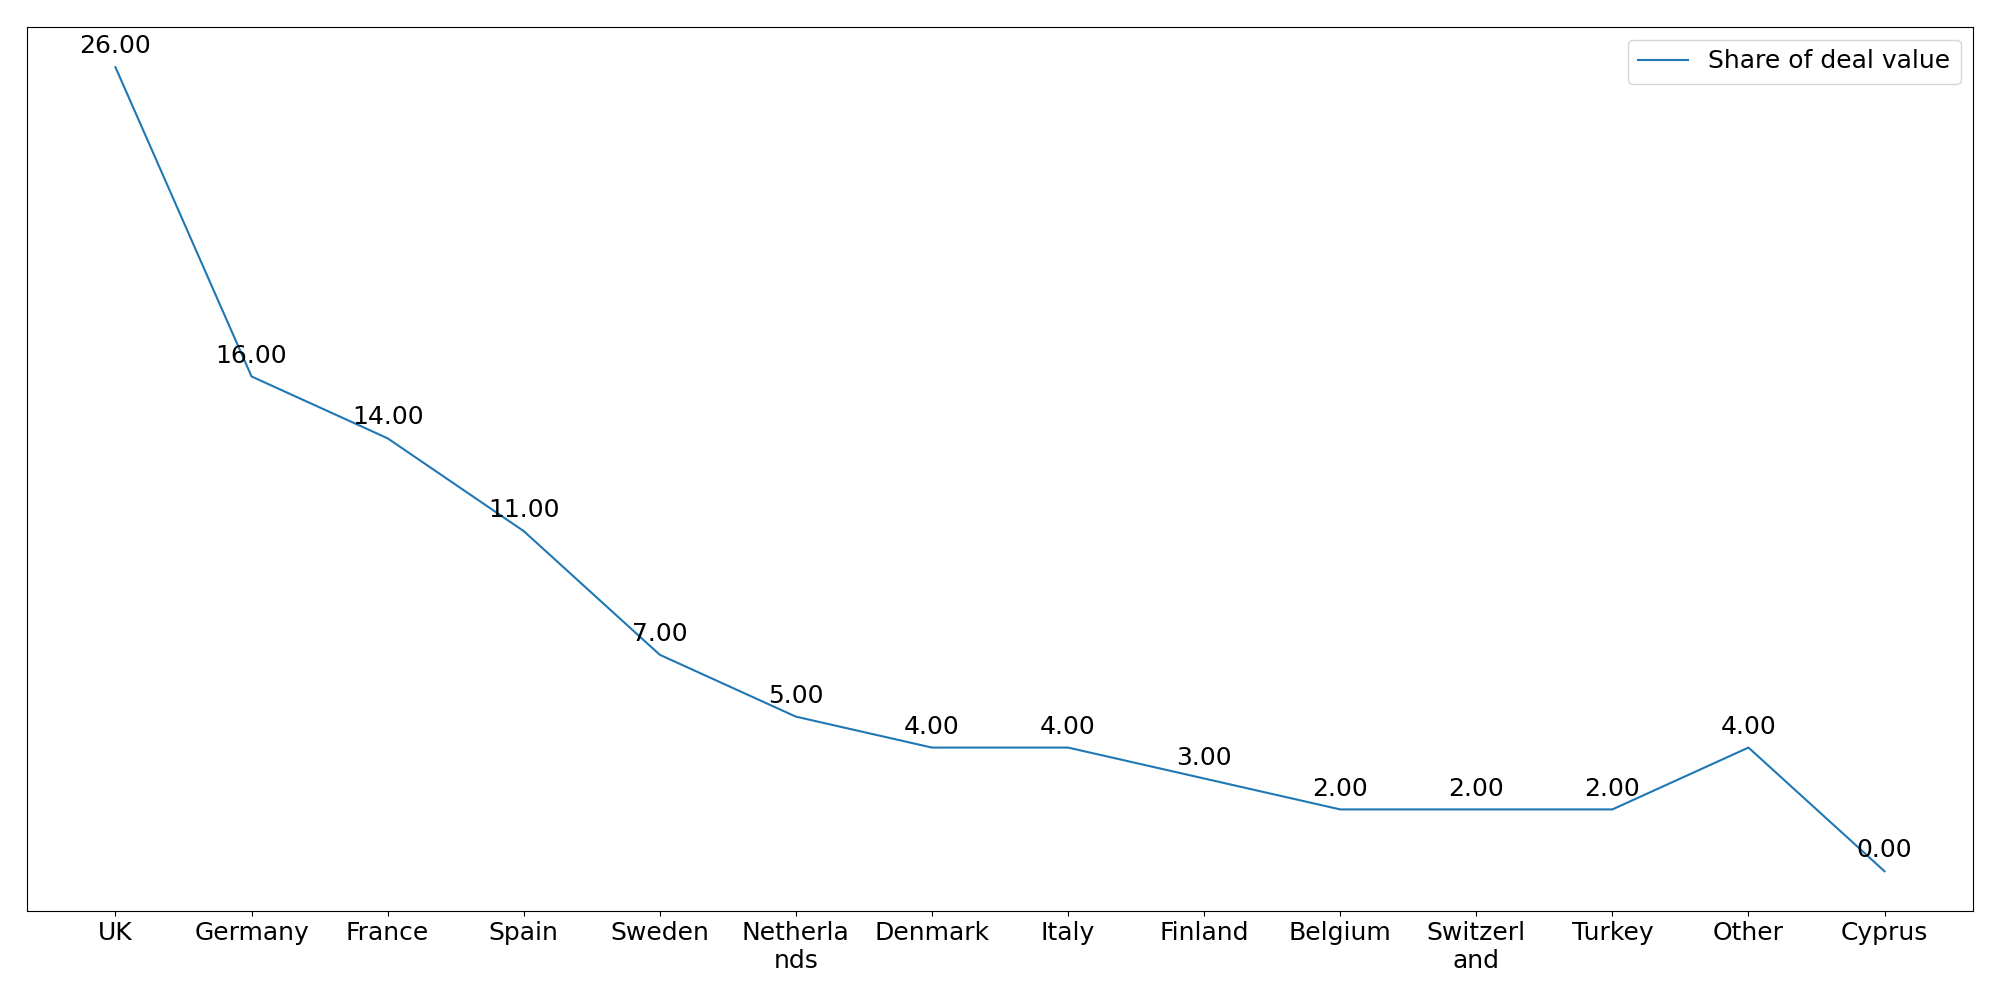 26.00
Share of deal value
16.00
14.00
11.00
7.00
5.00
4.00
4.00
3.00
2.00
2.00
2.00
4.00
0.00
UK
Germany
France
Spain
Sweden
Netherla
nds
Denmark
Italy
Finland
Belgium
Switzerl
and
Turkey
Other
Cyprus